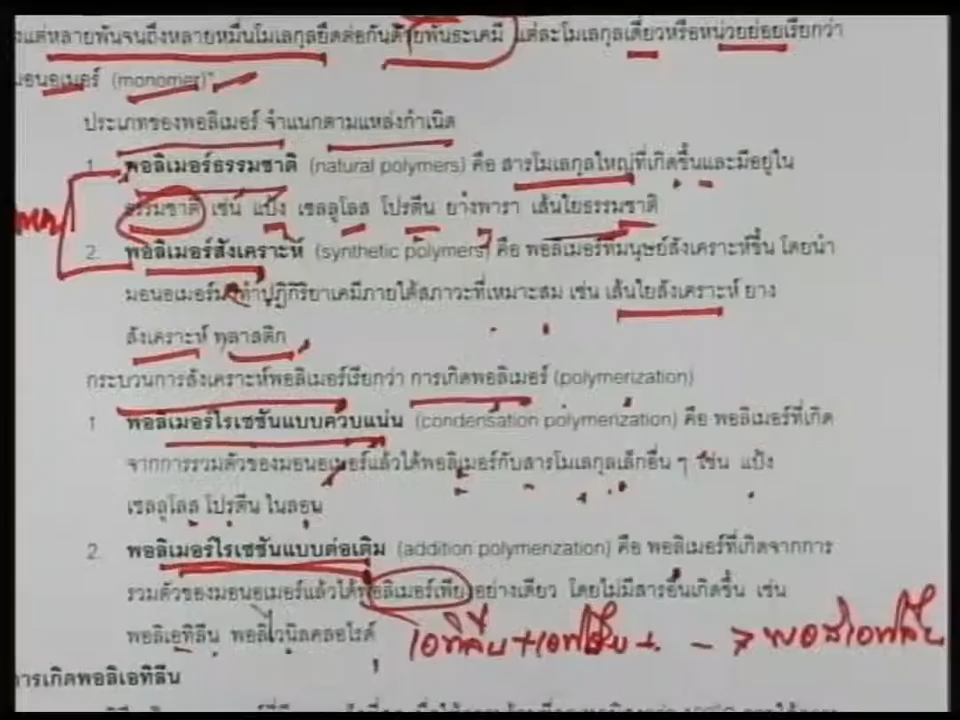 หลายพันจนถึงหลายหมื่นโมเลกุลยึดต่อกันด้วยพันธะเคมี แต่ละโมเลกุลเดี่ยวหรือหน่วยย่อยเรียกว่า
มอนอเมอร์ (monomer)"
ประเภทของพอลิเมอร์ จำแนกตามแหล่งกำเนิด
1. พอลิเมอร์ธรรมชาติ (natural polymers) คือ สารโมเลกุลใหญ่ที่เกิดขึ้นและมีอยู่ใน
ธรรมชาติ เช่น แป้ง เซลลูโลส โปรตีน ยางพารา เส้นใยธรรมชาติ
2. พอลิเมอร์สังเคราะห์ (synthetic polymers) คือ พอลิเมอร์ที่มนุษย์สังเคราะห์ขึ้น โดยนำ
มอนอเมอร์มาทำปฏิกิริยาเคมีภายใต้สภาวะที่เหมาะสม เช่น เส้นใยสังเคราะห์ ยาง
สังเคราะห์ พลาสติก
กระบวนการสังเคราะห์พอลิเมอร์เรียกว่า การเกิดพอลิเมอร์ (polymerization)
1 พอลิเมอร์ไรเซชันแบบควบแน่น (condensation polymerization) คือ พอลิเมอร์ที่เกิด
จากการรวมตัวของมอนอเมอร์แล้วได้พอลิเมอร์กับสารโมเลกุลเล็กอื่น ๆ เช่น แป้ง
เซลลูโลส โปรตีน ไนลอน
2. พอลิเมอร์ไรเซชันแบบต่อเติม (addition polymerization) คือ พอลิเมอร์ที่เกิดจากการ
รวมตัวของมอนอเมอร์แล้วได้พอลิเมอร์เพียงอย่างเดียว โดยไม่มีสารอื่นเกิดขึ้น เช่น
พอลิเอทิลีน พอลิไวนิลคลอไรด์
เอทิลีน + เอทิลีน + - → พอลิเอทิลีน
การเกิดพอลิเอทิลีน